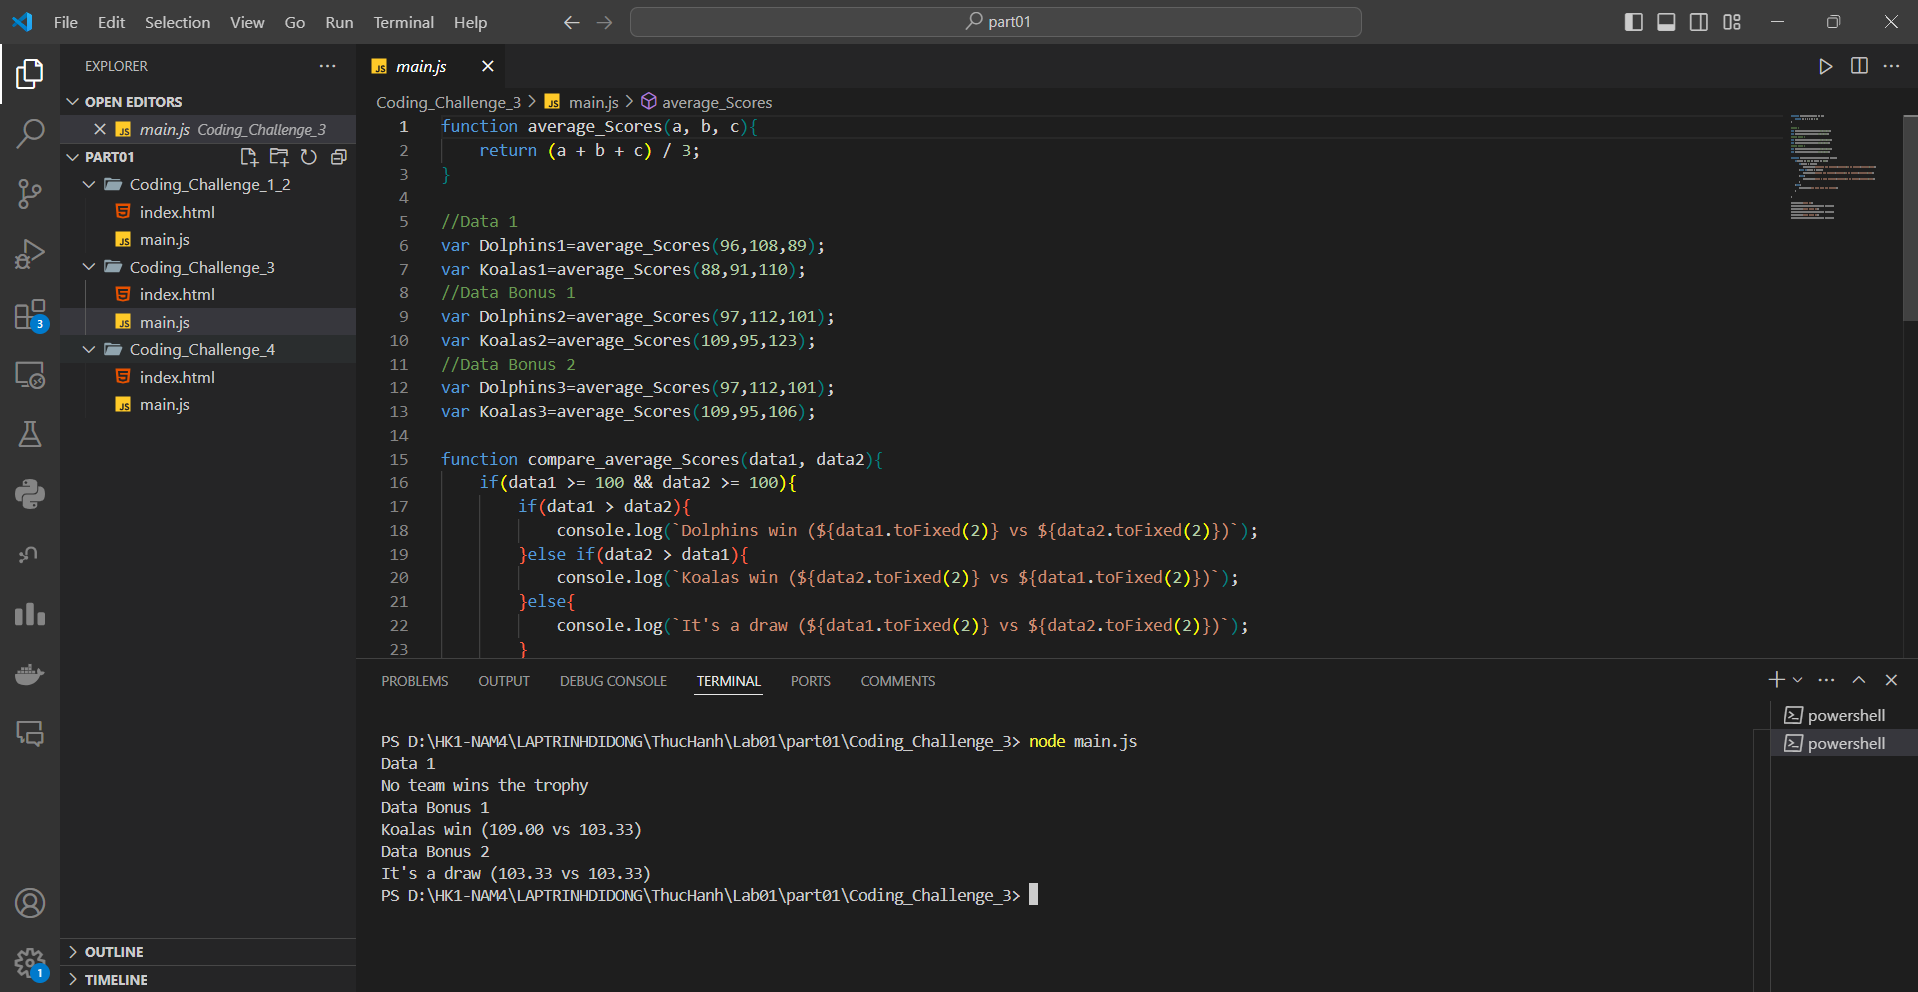 File Edit Selection View Go Run Terminal Help
part01
EXPLORER
OPEN EDITORS
JS main.js Coding_Challenge_3
PART01
Coding_Challenge_1_2
index.html
JS main.js
Coding_Challenge_3
index.html
JS main.js
Coding_Challenge_4
index.html
JS main.js
OUTLINE
TIMELINE
3
1
JS main.js
Coding_Challenge_3 > JS main.js > average_Scores
1 function average_Scores(a, b, c){
2     return (a + b + c) / 3;
3 }
4
5 //Data 1
6 var Dolphins1=average_Scores(96,108,89);
7 var Koalas1=average_Scores(88,91,110);
8 //Data Bonus 1
9 var Dolphins2=average_Scores(97,112,101);
10 var Koalas2=average_Scores(109,95,123);
11 //Data Bonus 2
12 var Dolphins3=average_Scores(97,112,101);
13 var Koalas3=average_Scores(109,95,106);
14
15 function compare_average_Scores(data1, data2){
16     if(data1 >= 100 && data2 >= 100){
17         if(data1 > data2){
18             console.log(`Dolphins win (${data1.toFixed(2)} vs ${data2.toFixed(2)})`);
19         }else if(data2 > data1){
20             console.log(`Koalas win (${data2.toFixed(2)} vs ${data1.toFixed(2)})`);
21         }else{
22             console.log(`It's a draw (${data1.toFixed(2)} vs ${data2.toFixed(2)})`);
23         }
PROBLEMS OUTPUT DEBUG CONSOLE TERMINAL PORTS COMMENTS
PS D:\HK1-NAM4\LAPTRINHDIDONG\ThucHanh\Lab01\part01\Coding_Challenge_3> node main.js
Data 1
No team wins the trophy
Data Bonus 1
Koalas win (109.00 vs 103.33)
Data Bonus 2
It's a draw (103.33 vs 103.33)
PS D:\HK1-NAM4\LAPTRINHDIDONG\ThucHanh\Lab01\part01\Coding_Challenge_3>
powershell
powershell